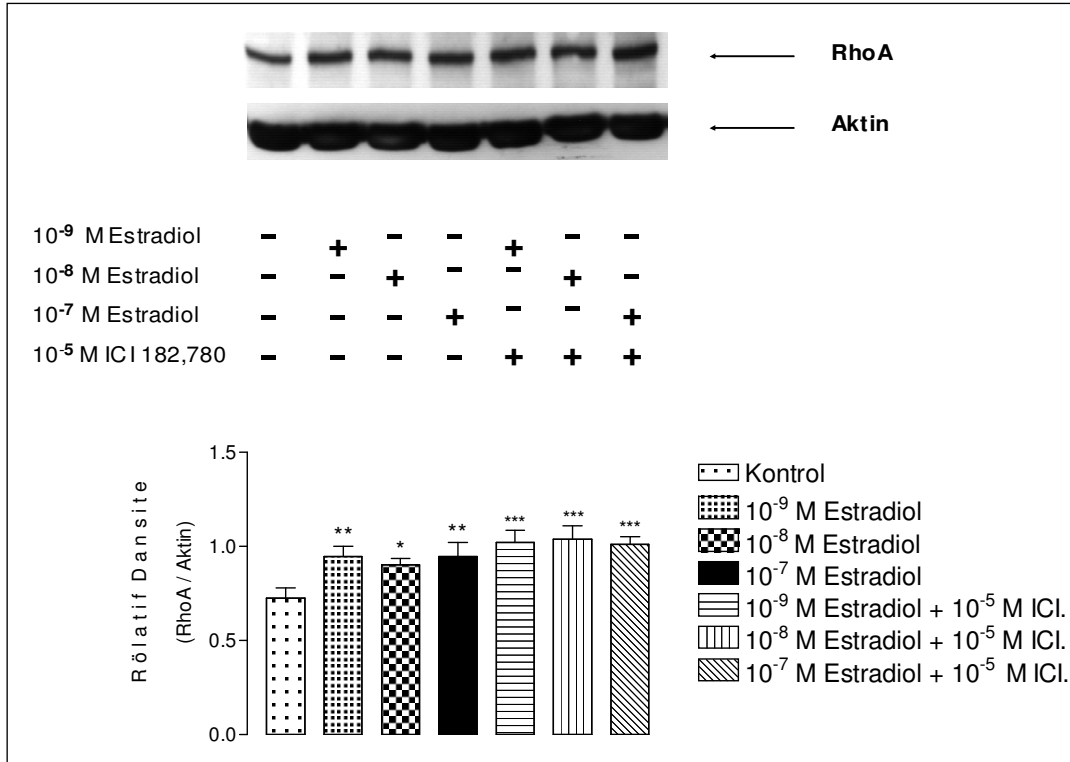 RhoA
Aktin
10-9 M Estradiol - + - - + - -
10-8 M Estradiol - - + - - + -
10-7 M Estradiol - - - + - - +
10-5 M ICI 182,780 - - - - + + +
Rölatif Dansite
(RhoA / Aktin)
1.5
1.0
0.5
0.0
** * ** *** *** ***
Kontrol
10-9 M Estradiol
10-8 M Estradiol
10-7 M Estradiol
10-9 M Estradiol + 10-5 M ICI.
10-8 M Estradiol + 10-5 M ICI.
10-7 M Estradiol + 10-5 M ICI.